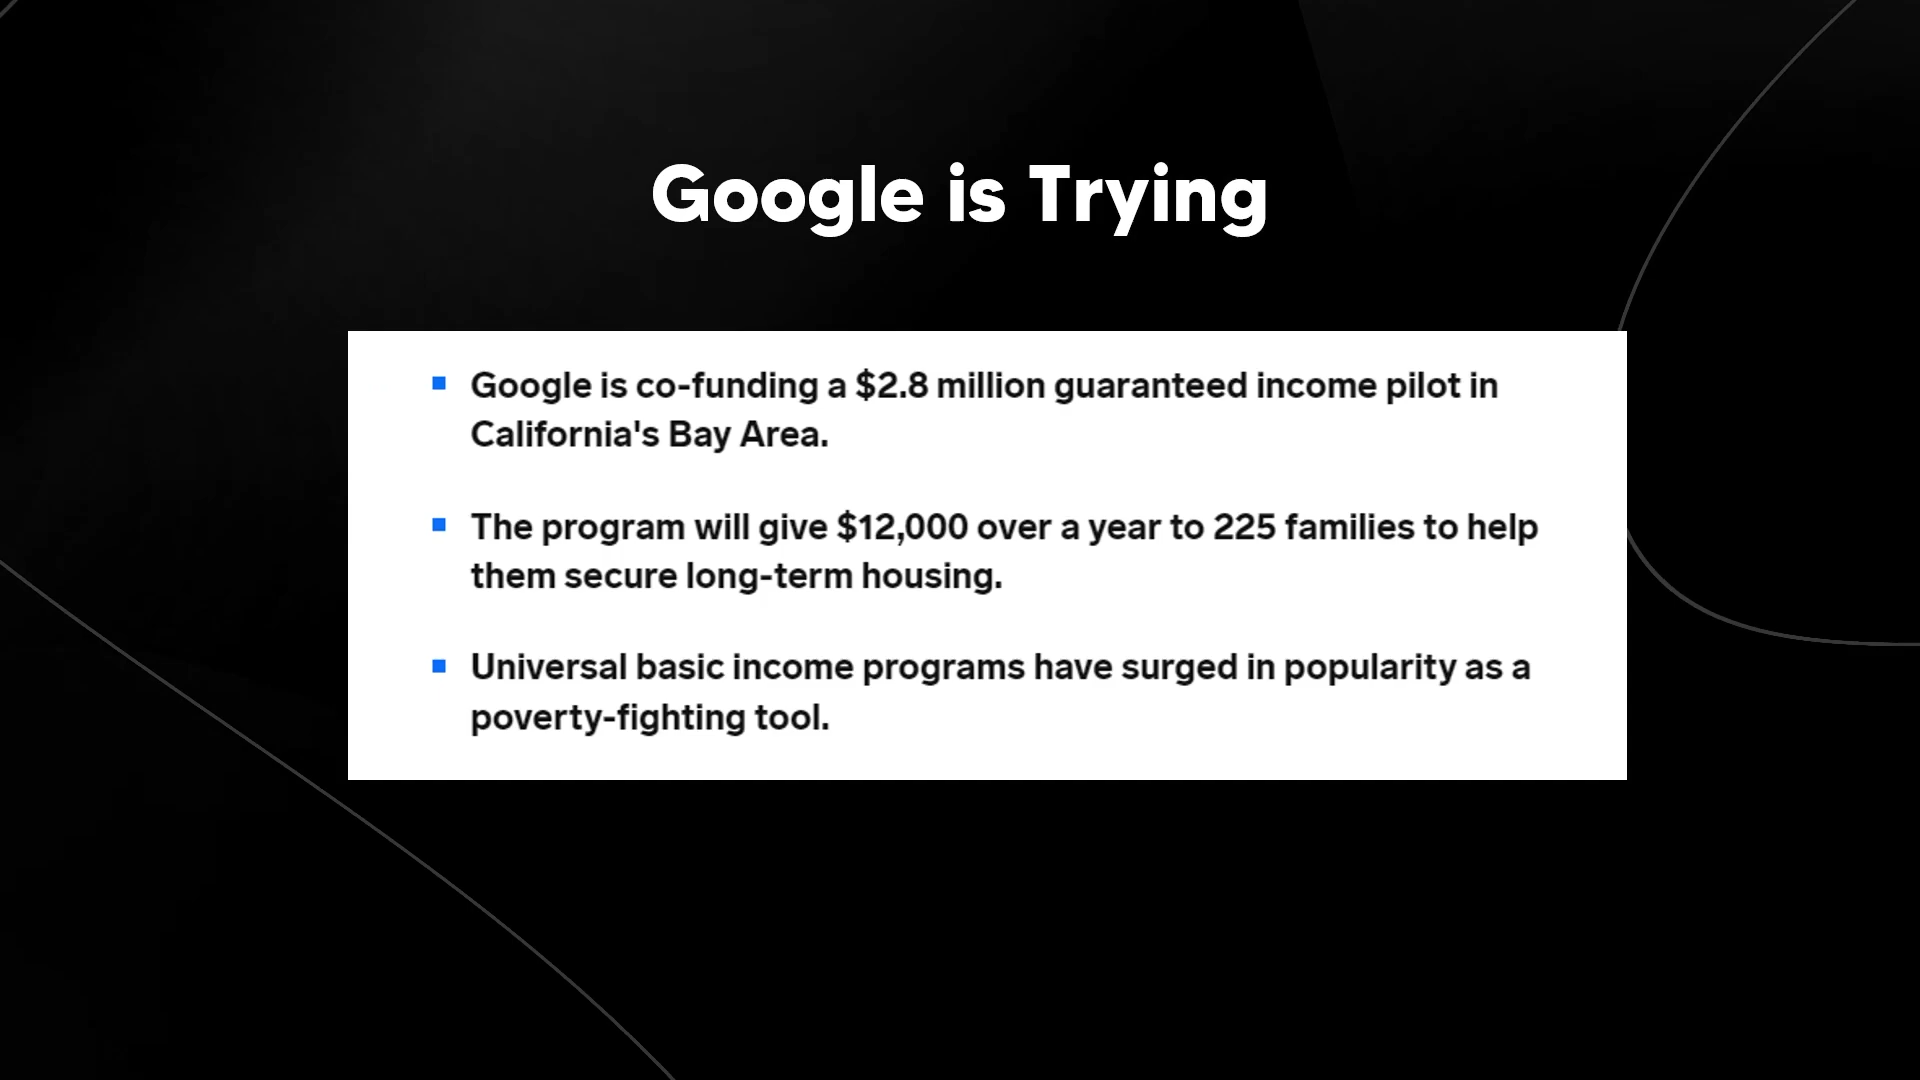 Google is Trying
Google is co-funding a $2.8 million guaranteed income pilot in
California's Bay Area.
The program will give $12,000 over a year to 225 families to help
them secure long-term housing.
Universal basic income programs have surged in popularity as a
poverty-fighting tool.